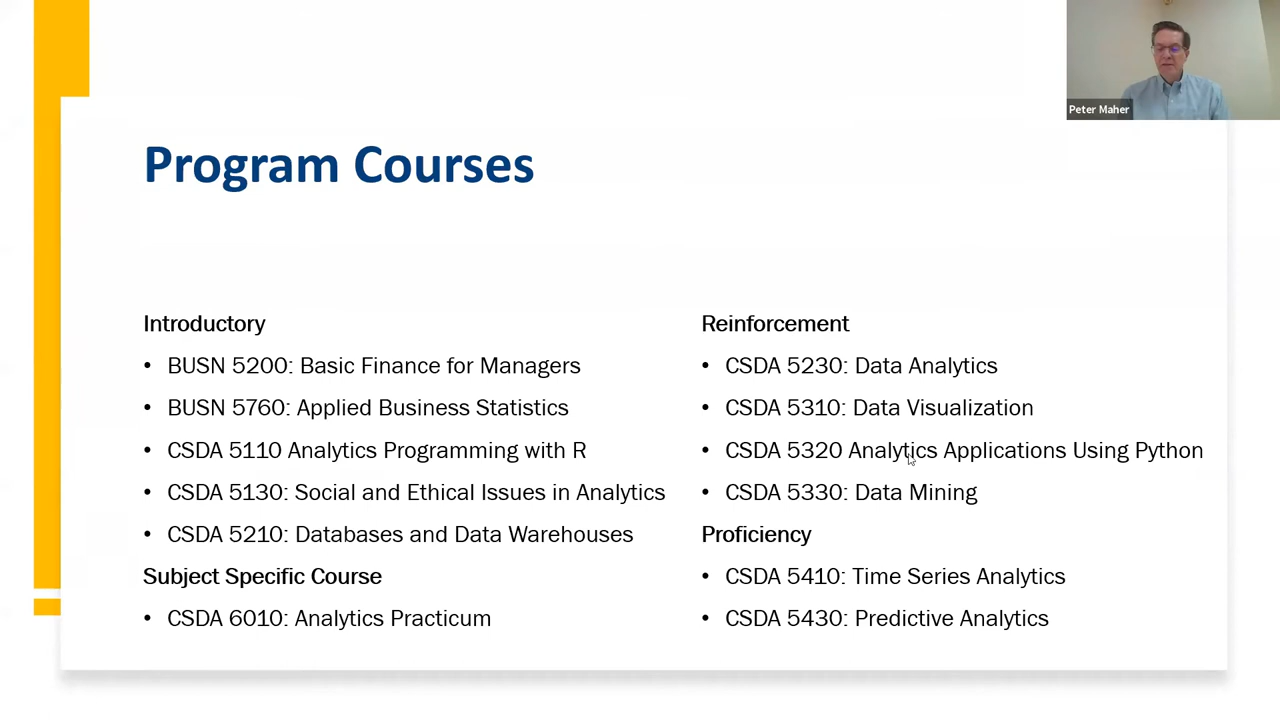 Peter Maher
Program Courses
Introductory
• BUSN 5200: Basic Finance for Managers
• BUSN 5760: Applied Business Statistics
• CSDA 5110 Analytics Programming with R
• CSDA 5130: Social and Ethical Issues in Analytics
• CSDA 5210: Databases and Data Warehouses
Subject Specific Course
• CSDA 6010: Analytics Practicum
Reinforcement
• CSDA 5230: Data Analytics
• CSDA 5310: Data Visualization
• CSDA 5320 Analytics Applications Using Python
• CSDA 5330: Data Mining
Proficiency
• CSDA 5410: Time Series Analytics
• CSDA 5430: Predictive Analytics